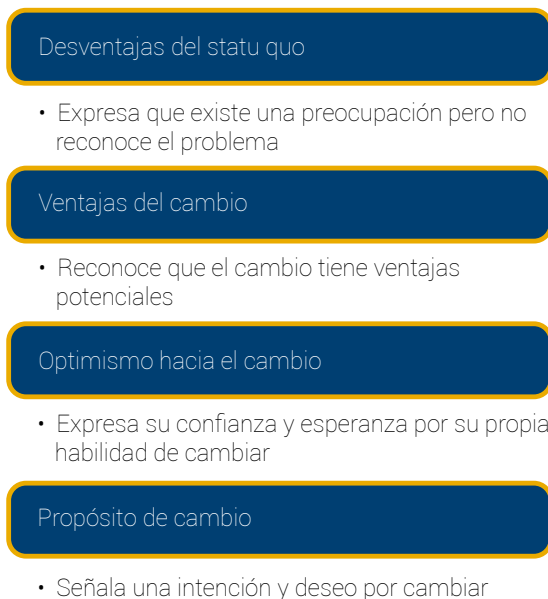 Desventajas del statu quo
• Expresa que existe una preocupación pero no
reconoce el problema
Ventajas del cambio
• Reconoce que el cambio tiene ventajas
potenciales
Optimismo hacia el cambio
• Expresa su confianza y esperanza por su propia
habilidad de cambiar
Propósito de cambio
• Señala una intención y deseo por cambiar